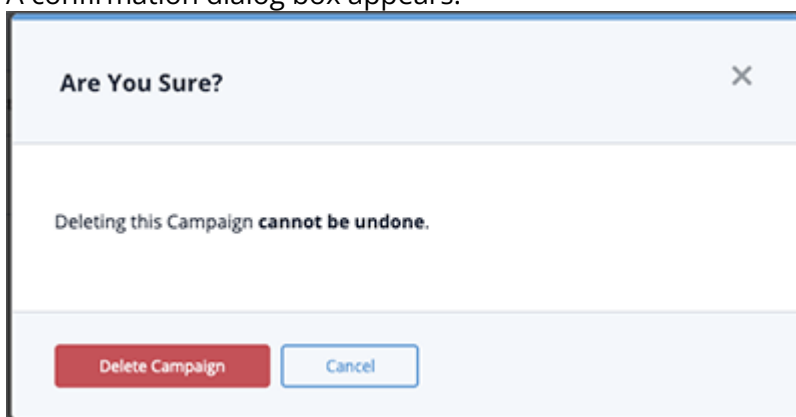 A confirmation dialog box appears.
Are You Sure?
Deleting this Campaign cannot be undone.
Delete Campaign
Cancel